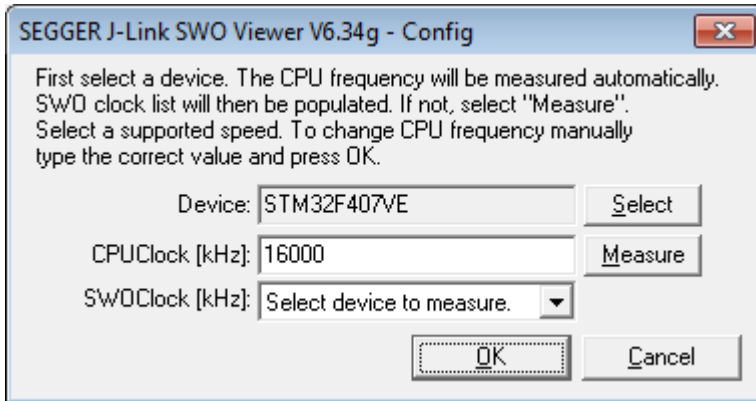 SEGGER J-Link SWO Viewer V6.34g - Config
First select a device. The CPU frequency will be measured automatically.
SWO clock list will then be populated. If not, select "Measure".
Select a supported speed. To change CPU frequency manually
type the correct value and press OK.
Device: STM32F407VE Select
CPUClock [kHz]: 16000 Measure
SWOClock [kHz]: Select device to measure.
OK Cancel